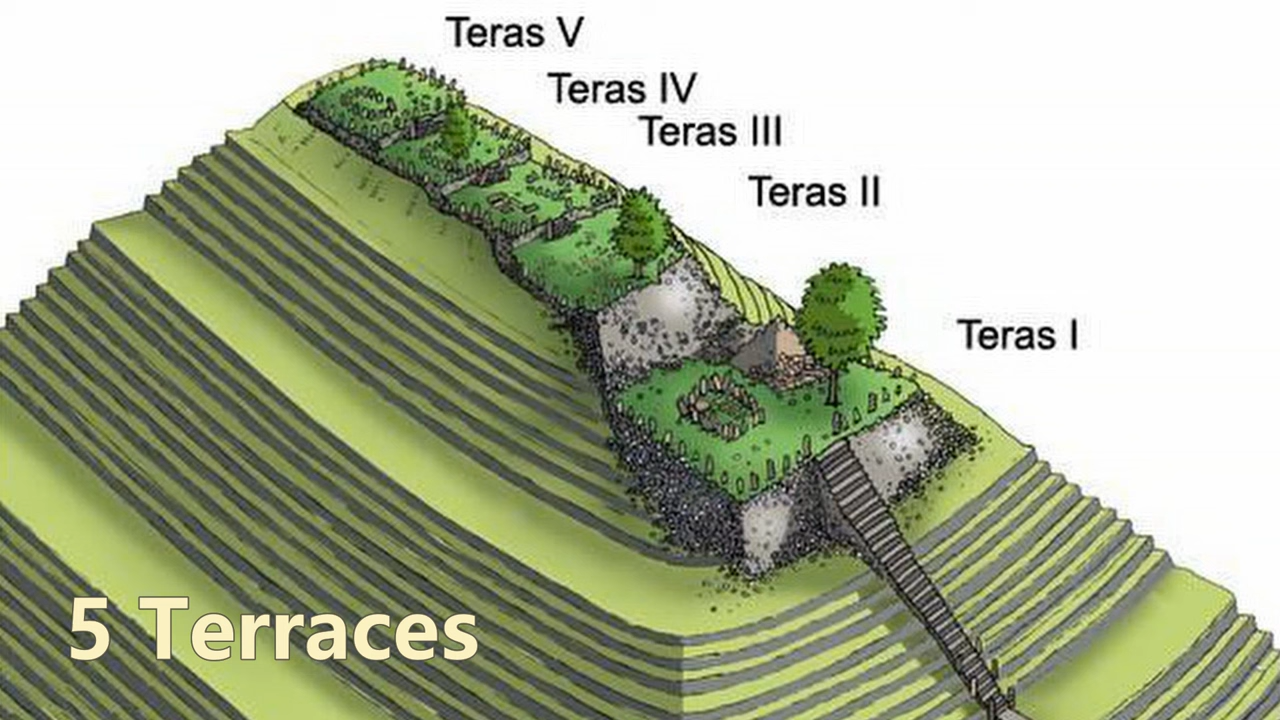 Teras V
Teras IV
Teras III
Teras II
Teras I
5 Terraces